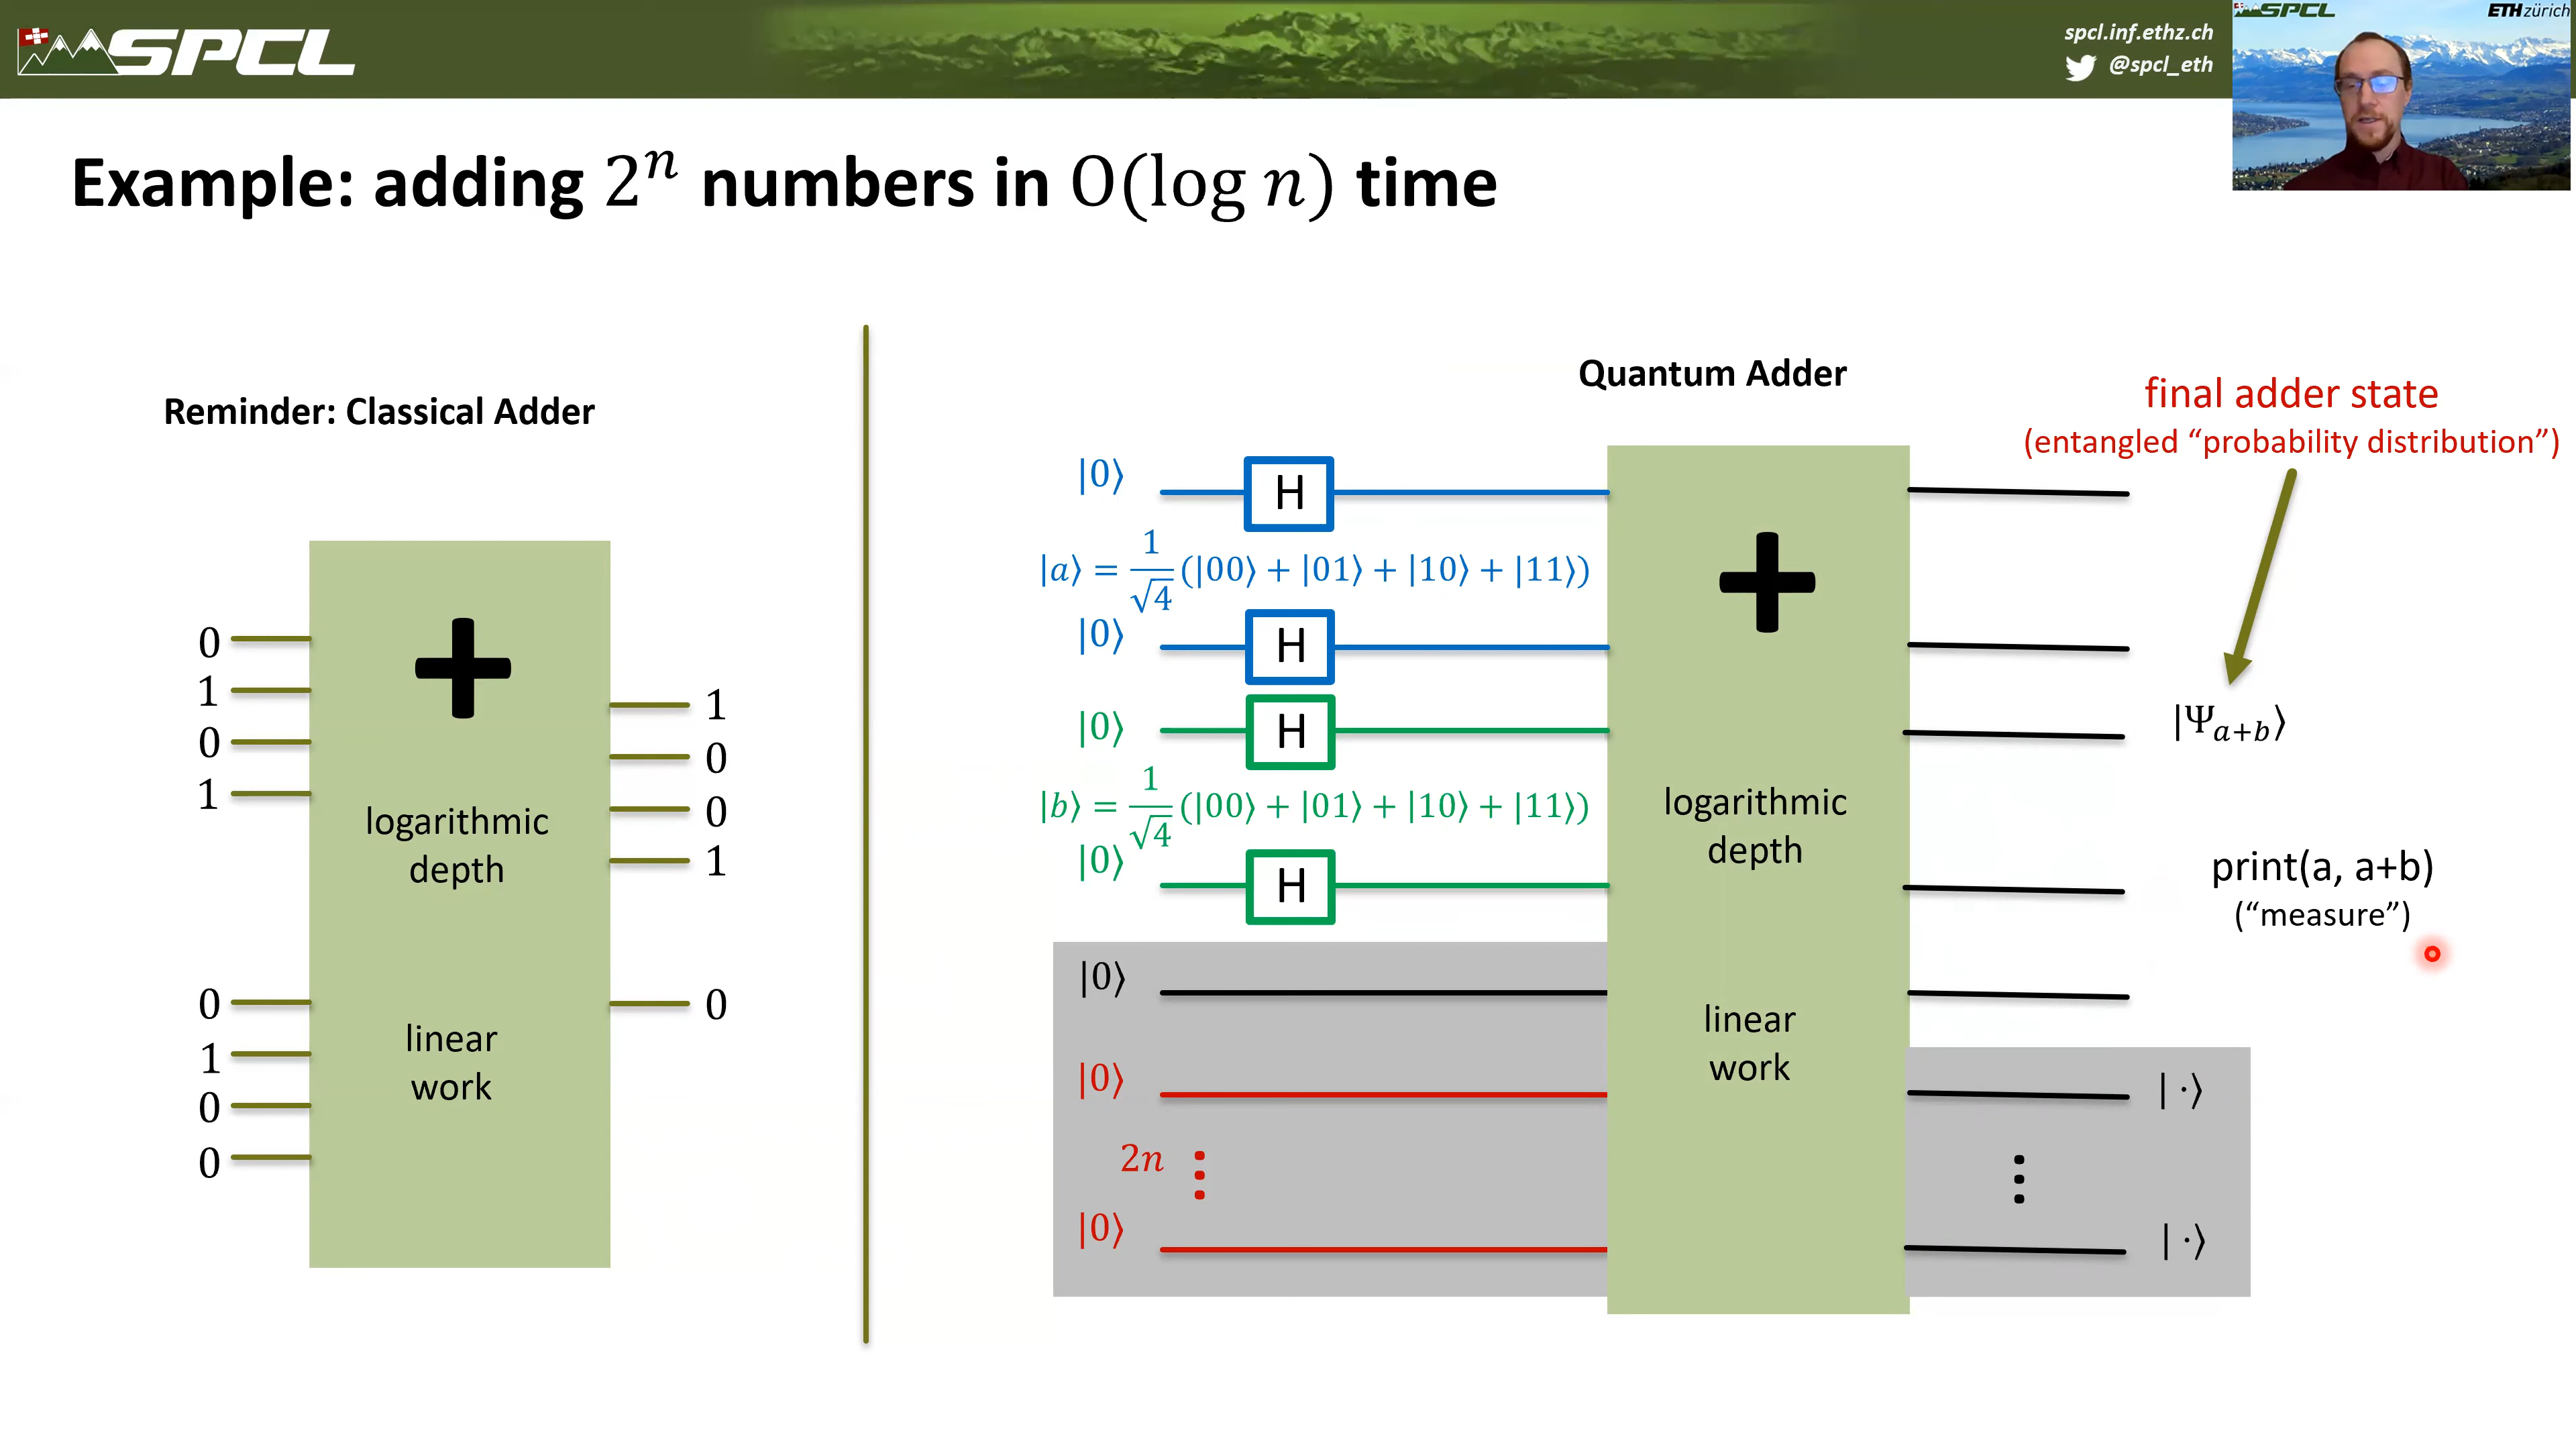 SPCL
spcl.inf.ethz.ch
@spcl_eth
SPCL
ETH zürich
Example: adding 2ⁿ numbers in O(log n) time
Reminder: Classical Adder
0
1
0
1
0
1
0
0
+
logarithmic
depth
linear
work
1
0
0
1
0
Quantum Adder
|0⟩ H
|a⟩ = 1/√4 (|00⟩ + |01⟩ + |10⟩ + |11⟩)
|0⟩ H
|0⟩ H
|b⟩ = 1/√4 (|00⟩ + |01⟩ + |10⟩ + |11⟩)
|0⟩ H
|0⟩
|0⟩
2n ⋮
|0⟩
+
logarithmic
depth
linear
work
final adder state
(entangled “probability distribution”)
|Ψₐ₊b⟩
print(a, a+b)
(“measure”)
| ·⟩
⋮
| ·⟩